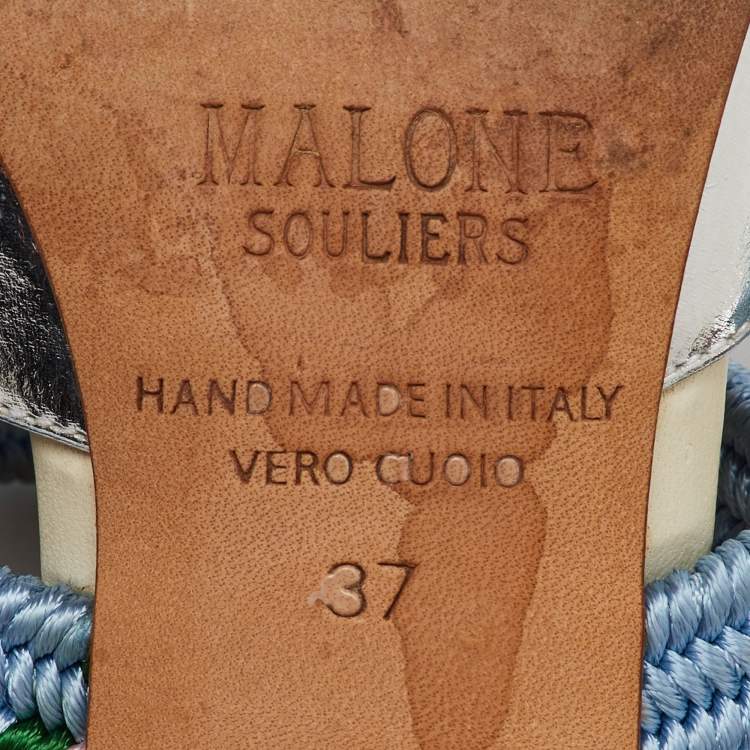 MALONE
SOULIERS
HAND MADE IN ITALY
VERO CUOIO
37